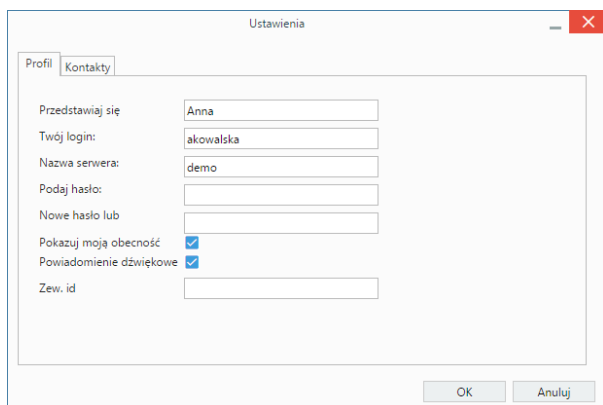 Ustawienia
Profil Kontakty
Przedstawiaj się Anna
Twój login: akowalska
Nazwa serwera: demo
Podaj hasło:
Nowe hasło lub
Pokazuj moją obecność
Powiadomienie dźwiękowe
Zew. id
OK Anuluj